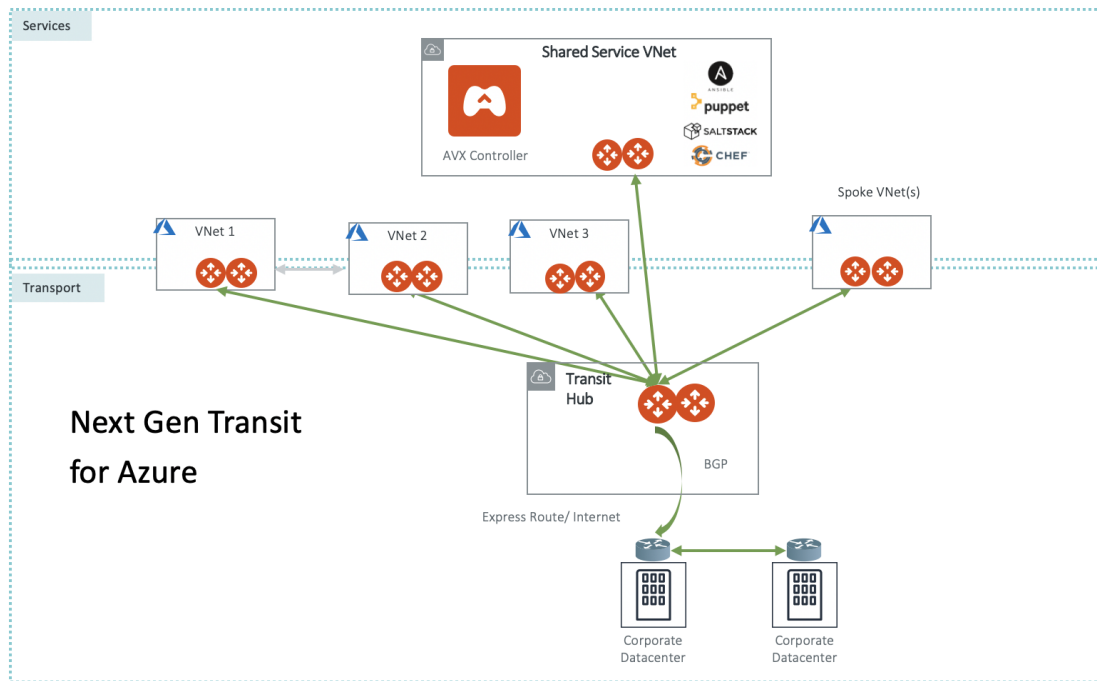 Services
Shared Service VNet
ANSIBLE
puppet
SALTSTACK
CHEF
AVX Controller
Spoke VNet(s)
VNet 1
VNet 2
VNet 3
Transport
Transit
Hub
Next Gen Transit
for Azure
BGP
Express Route/ Internet
Corporate
Datacenter
Corporate
Datacenter